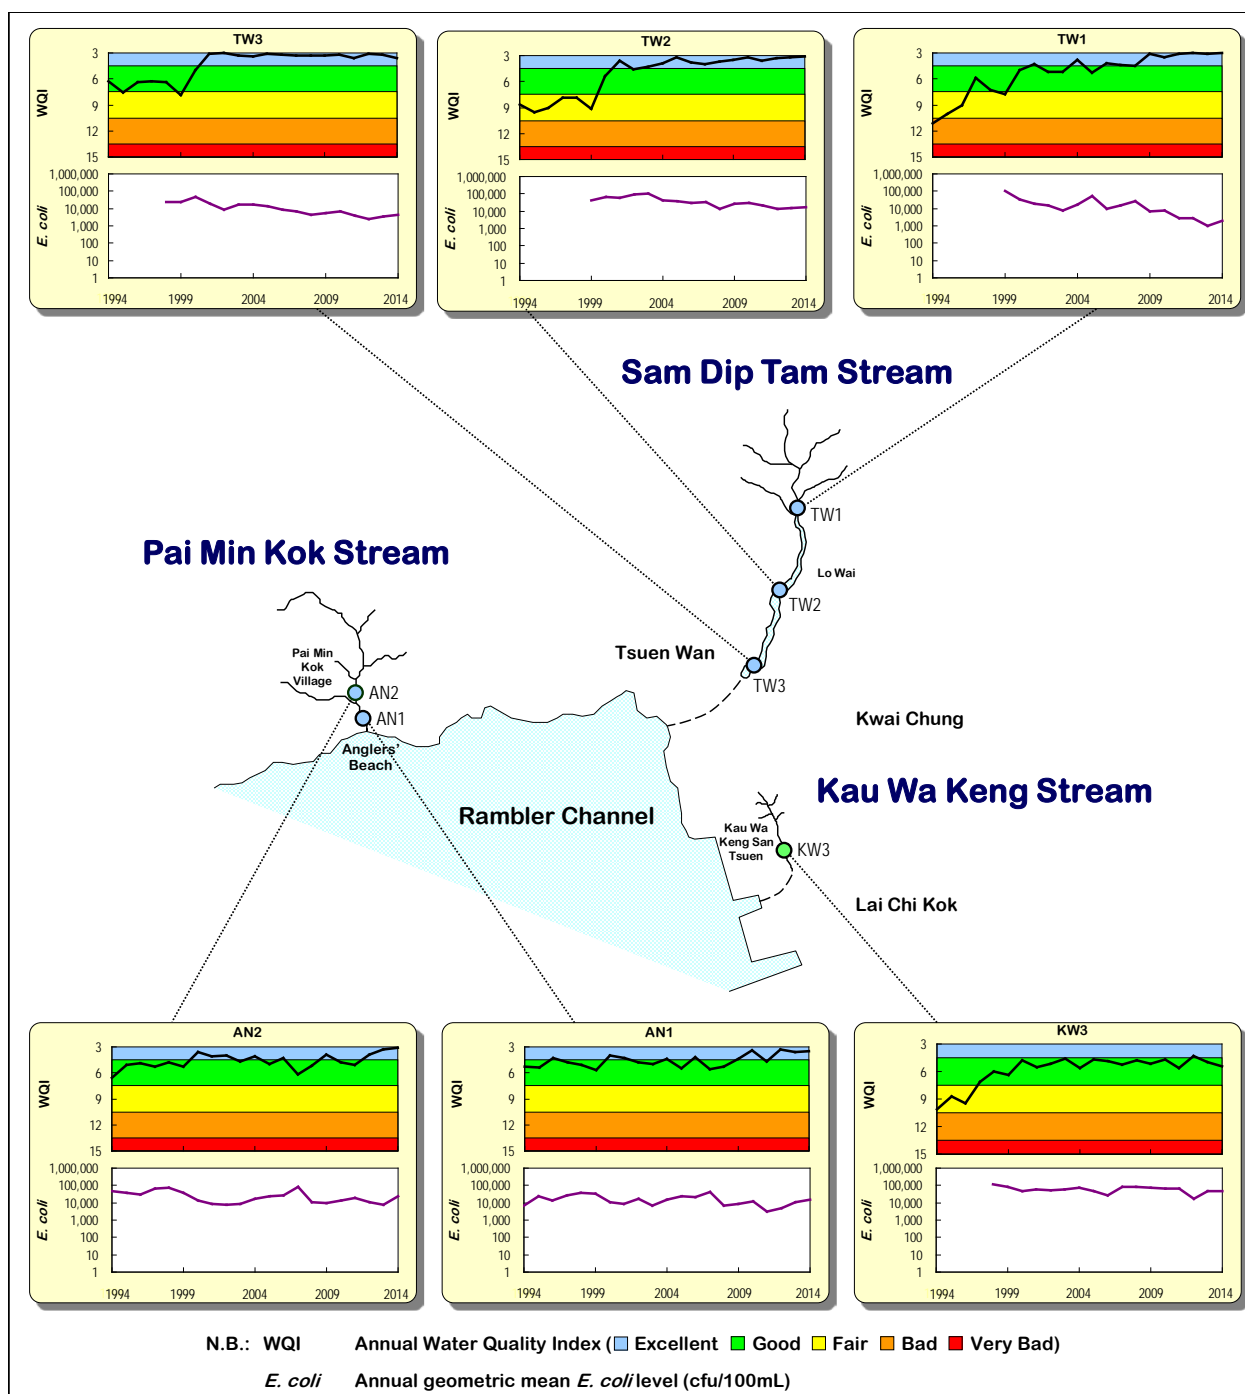 TW3
3
6
9
12
15
WQI
1,000,000
100,000
10,000
1,000
100
10
1
E. coli
1994 1999 2004 2009 2014
TW2
3
6
9
12
15
WQI
1,000,000
100,000
10,000
1,000
100
10
1
E. coli
1994 1999 2004 2009 2014
TW1
3
6
9
12
15
WQI
1,000,000
100,000
10,000
1,000
100
10
1
E. coli
1994 1999 2004 2009 2014
Sam Dip Tam Stream
TW1
Lo Wai
TW2
Tsuen Wan
TW3
Pai Min Kok Stream
Pai Min
Kok
Village
AN2
AN1
Anglers'
Beach
Kwai Chung
Rambler Channel
Kau Wa Keng Stream
Kau Wa
Keng San
Tsuen
KW3
Lai Chi Kok
AN2
3
6
9
12
15
WQI
1,000,000
100,000
10,000
1,000
100
10
1
E. coli
1994 1999 2004 2009 2014
AN1
3
6
9
12
15
WQI
1,000,000
100,000
10,000
1,000
100
10
1
E. coli
1994 1999 2004 2009 2014
KW3
3
6
9
12
15
WQI
1,000,000
100,000
10,000
1,000
100
10
1
E. coli
1994 1999 2004 2009 2014
N.B.: WQI Annual Water Quality Index ( Excellent Good Fair Bad Very Bad)
E. coli Annual geometric mean E. coli level (cfu/100mL)